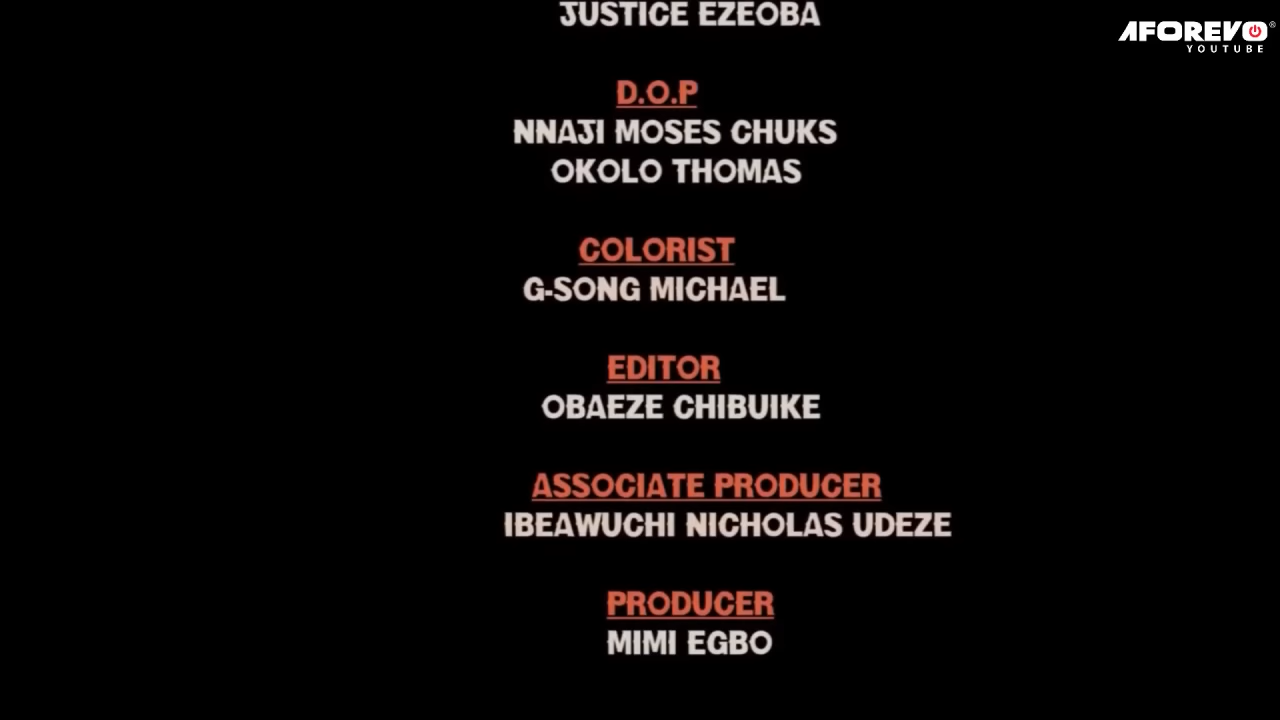 JUSTICE EZEOBA
AFOREVO
YOUTUBE
D.O.P
NNAJI MOSES CHUKS
OKOLO THOMAS
COLORIST
G-SONG MICHAEL
EDITOR
OBAEZE CHIBUIKE
ASSOCIATE PRODUCER
IBEAWUCHI NICHOLAS UDEZE
PRODUCER
MIMI EGBO